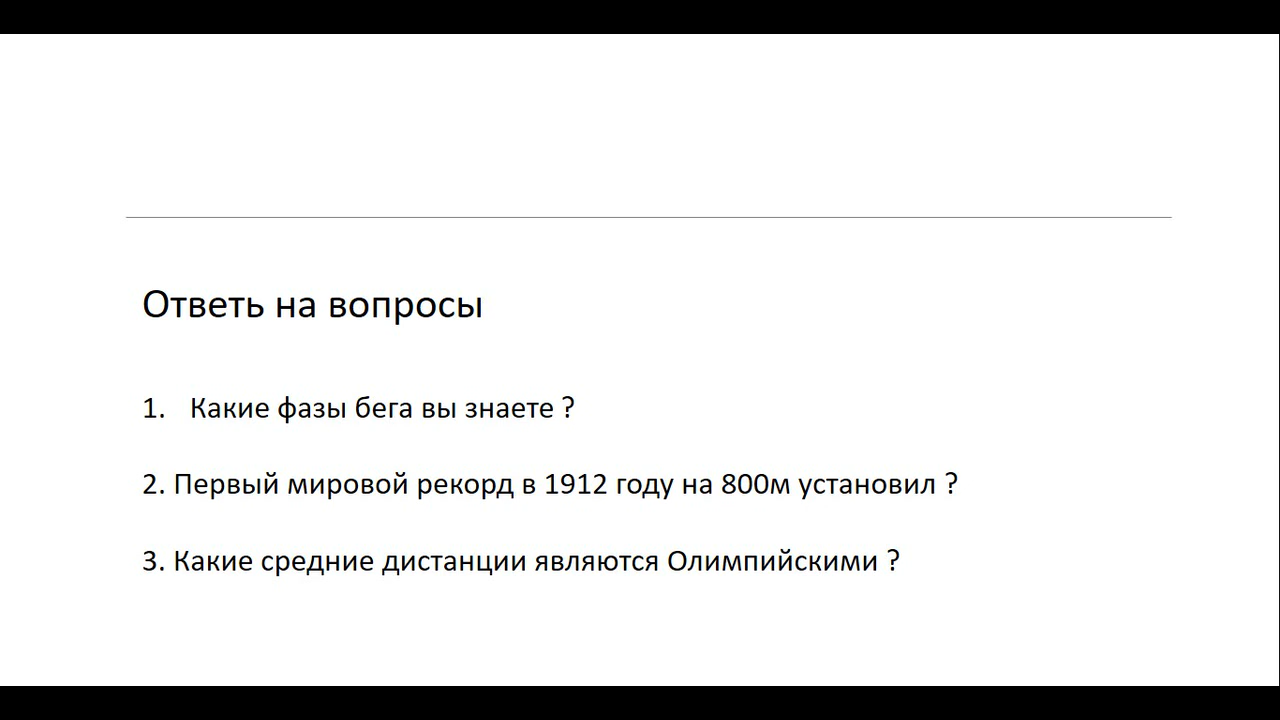 Ответь на вопросы
1. Какие фазы бега вы знаете ?
2. Первый мировой рекорд в 1912 году на 800м установил ?
3. Какие средние дистанции являются Олимпийскими ?